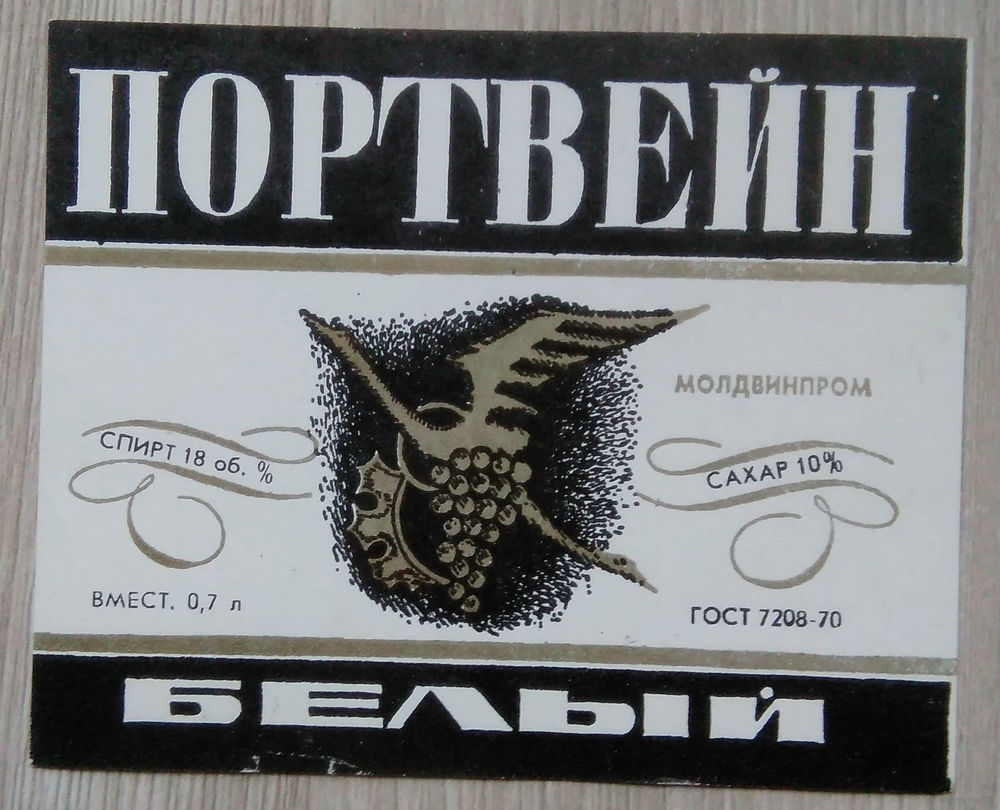 ПОРТВЕЙН
МОЛДВИНПРОМ
СПИРТ 18 об. %
САХАР 10%
ВМЕСТ. 0,7 л
ГОСТ 7208-70
БЕЛЫЙ